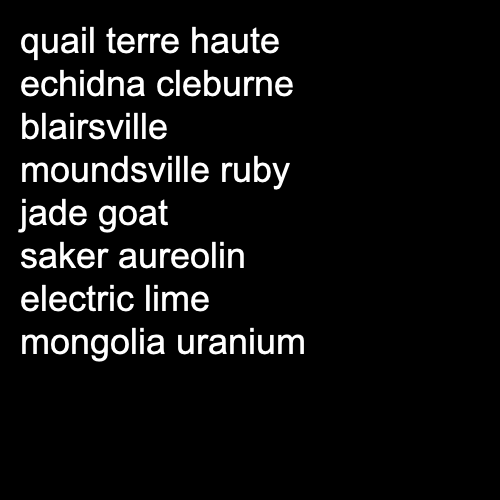 quail terre haute
echidna cleburne
blairsville
moundsville ruby
jade goat
saker aureolin
electric lime
mongolia uranium